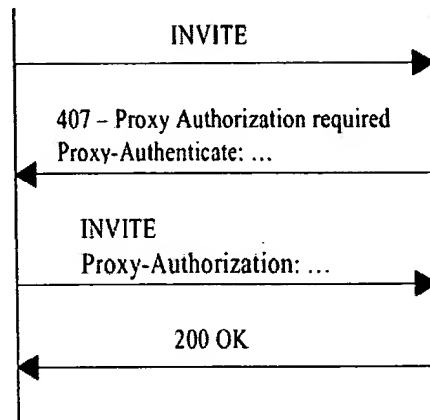 INVITE
407 – Proxy Authorization required
Proxy-Authenticate: ...
INVITE
Proxy-Authorization: ...
200 OK